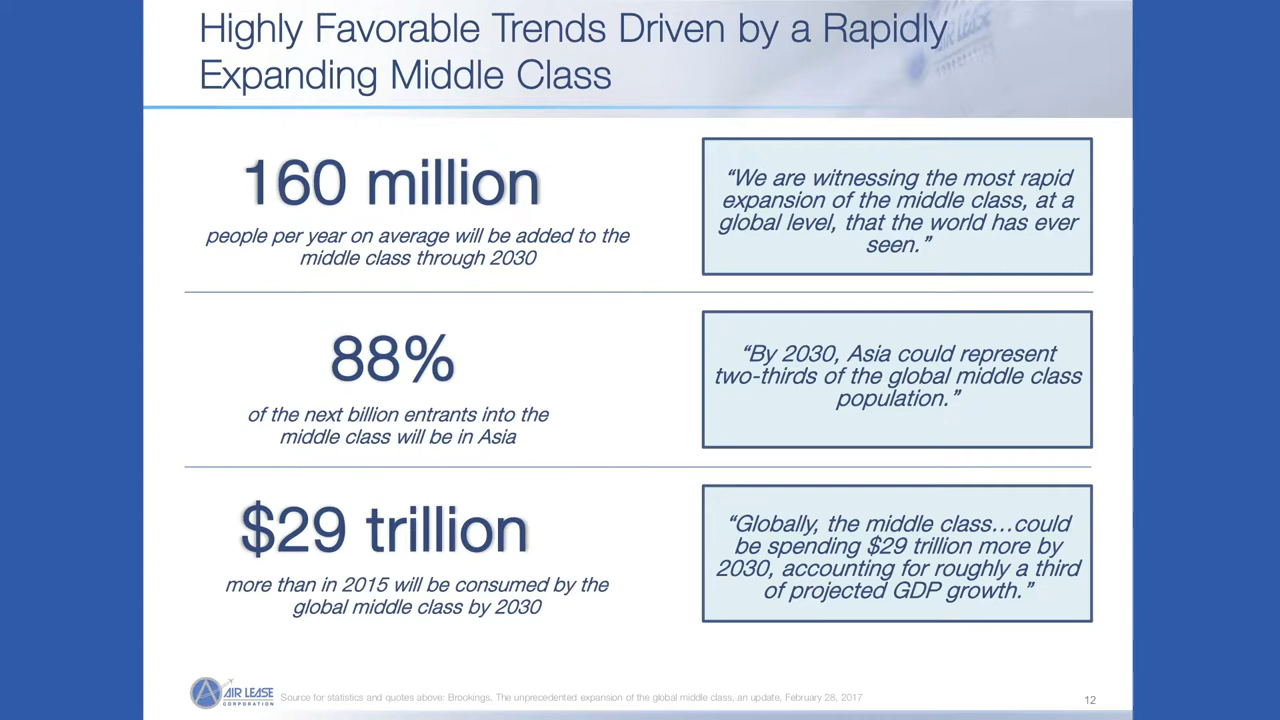 Highly Favorable Trends Driven by a Rapidly
Expanding Middle Class
160 million
people per year on average will be added to the
middle class through 2030
“We are witnessing the most rapid
expansion of the middle class, at a
global level, that the world has ever
seen.”
88%
of the next billion entrants into the
middle class will be in Asia
“By 2030, Asia could represent
two-thirds of the global middle class
population.”
$29 trillion
more than in 2015 will be consumed by the
global middle class by 2030
“Globally, the middle class…could
be spending $29 trillion more by
2030, accounting for roughly a third
of projected GDP growth.”
AIR LEASE
CORPORATION
Source for statistics and quotes above: Brookings, The unprecedented expansion of the global middle class, an update, February 28, 2017
12